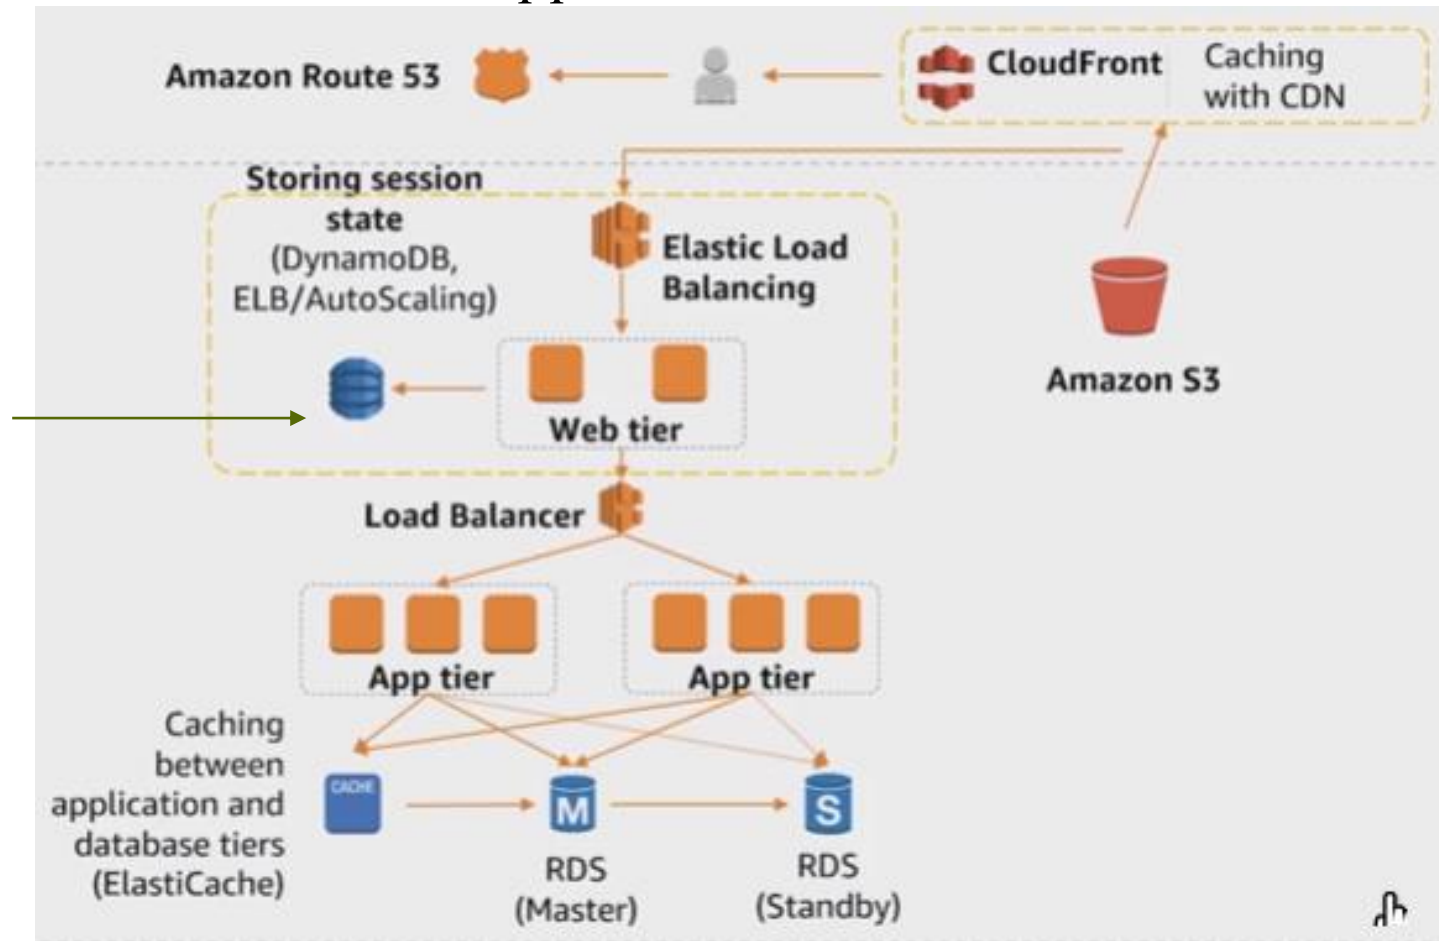 Amazon Route 53
CloudFront
Caching
with CDN
Storing session
state
(DynamoDB,
ELB/AutoScaling)
Elastic Load
Balancing
Amazon S3
Web tier
Load Balancer
App tier
App tier
Caching
between
application and
database tiers
(ElastiCache)
CACHE
M
S
RDS
(Master)
RDS
(Standby)